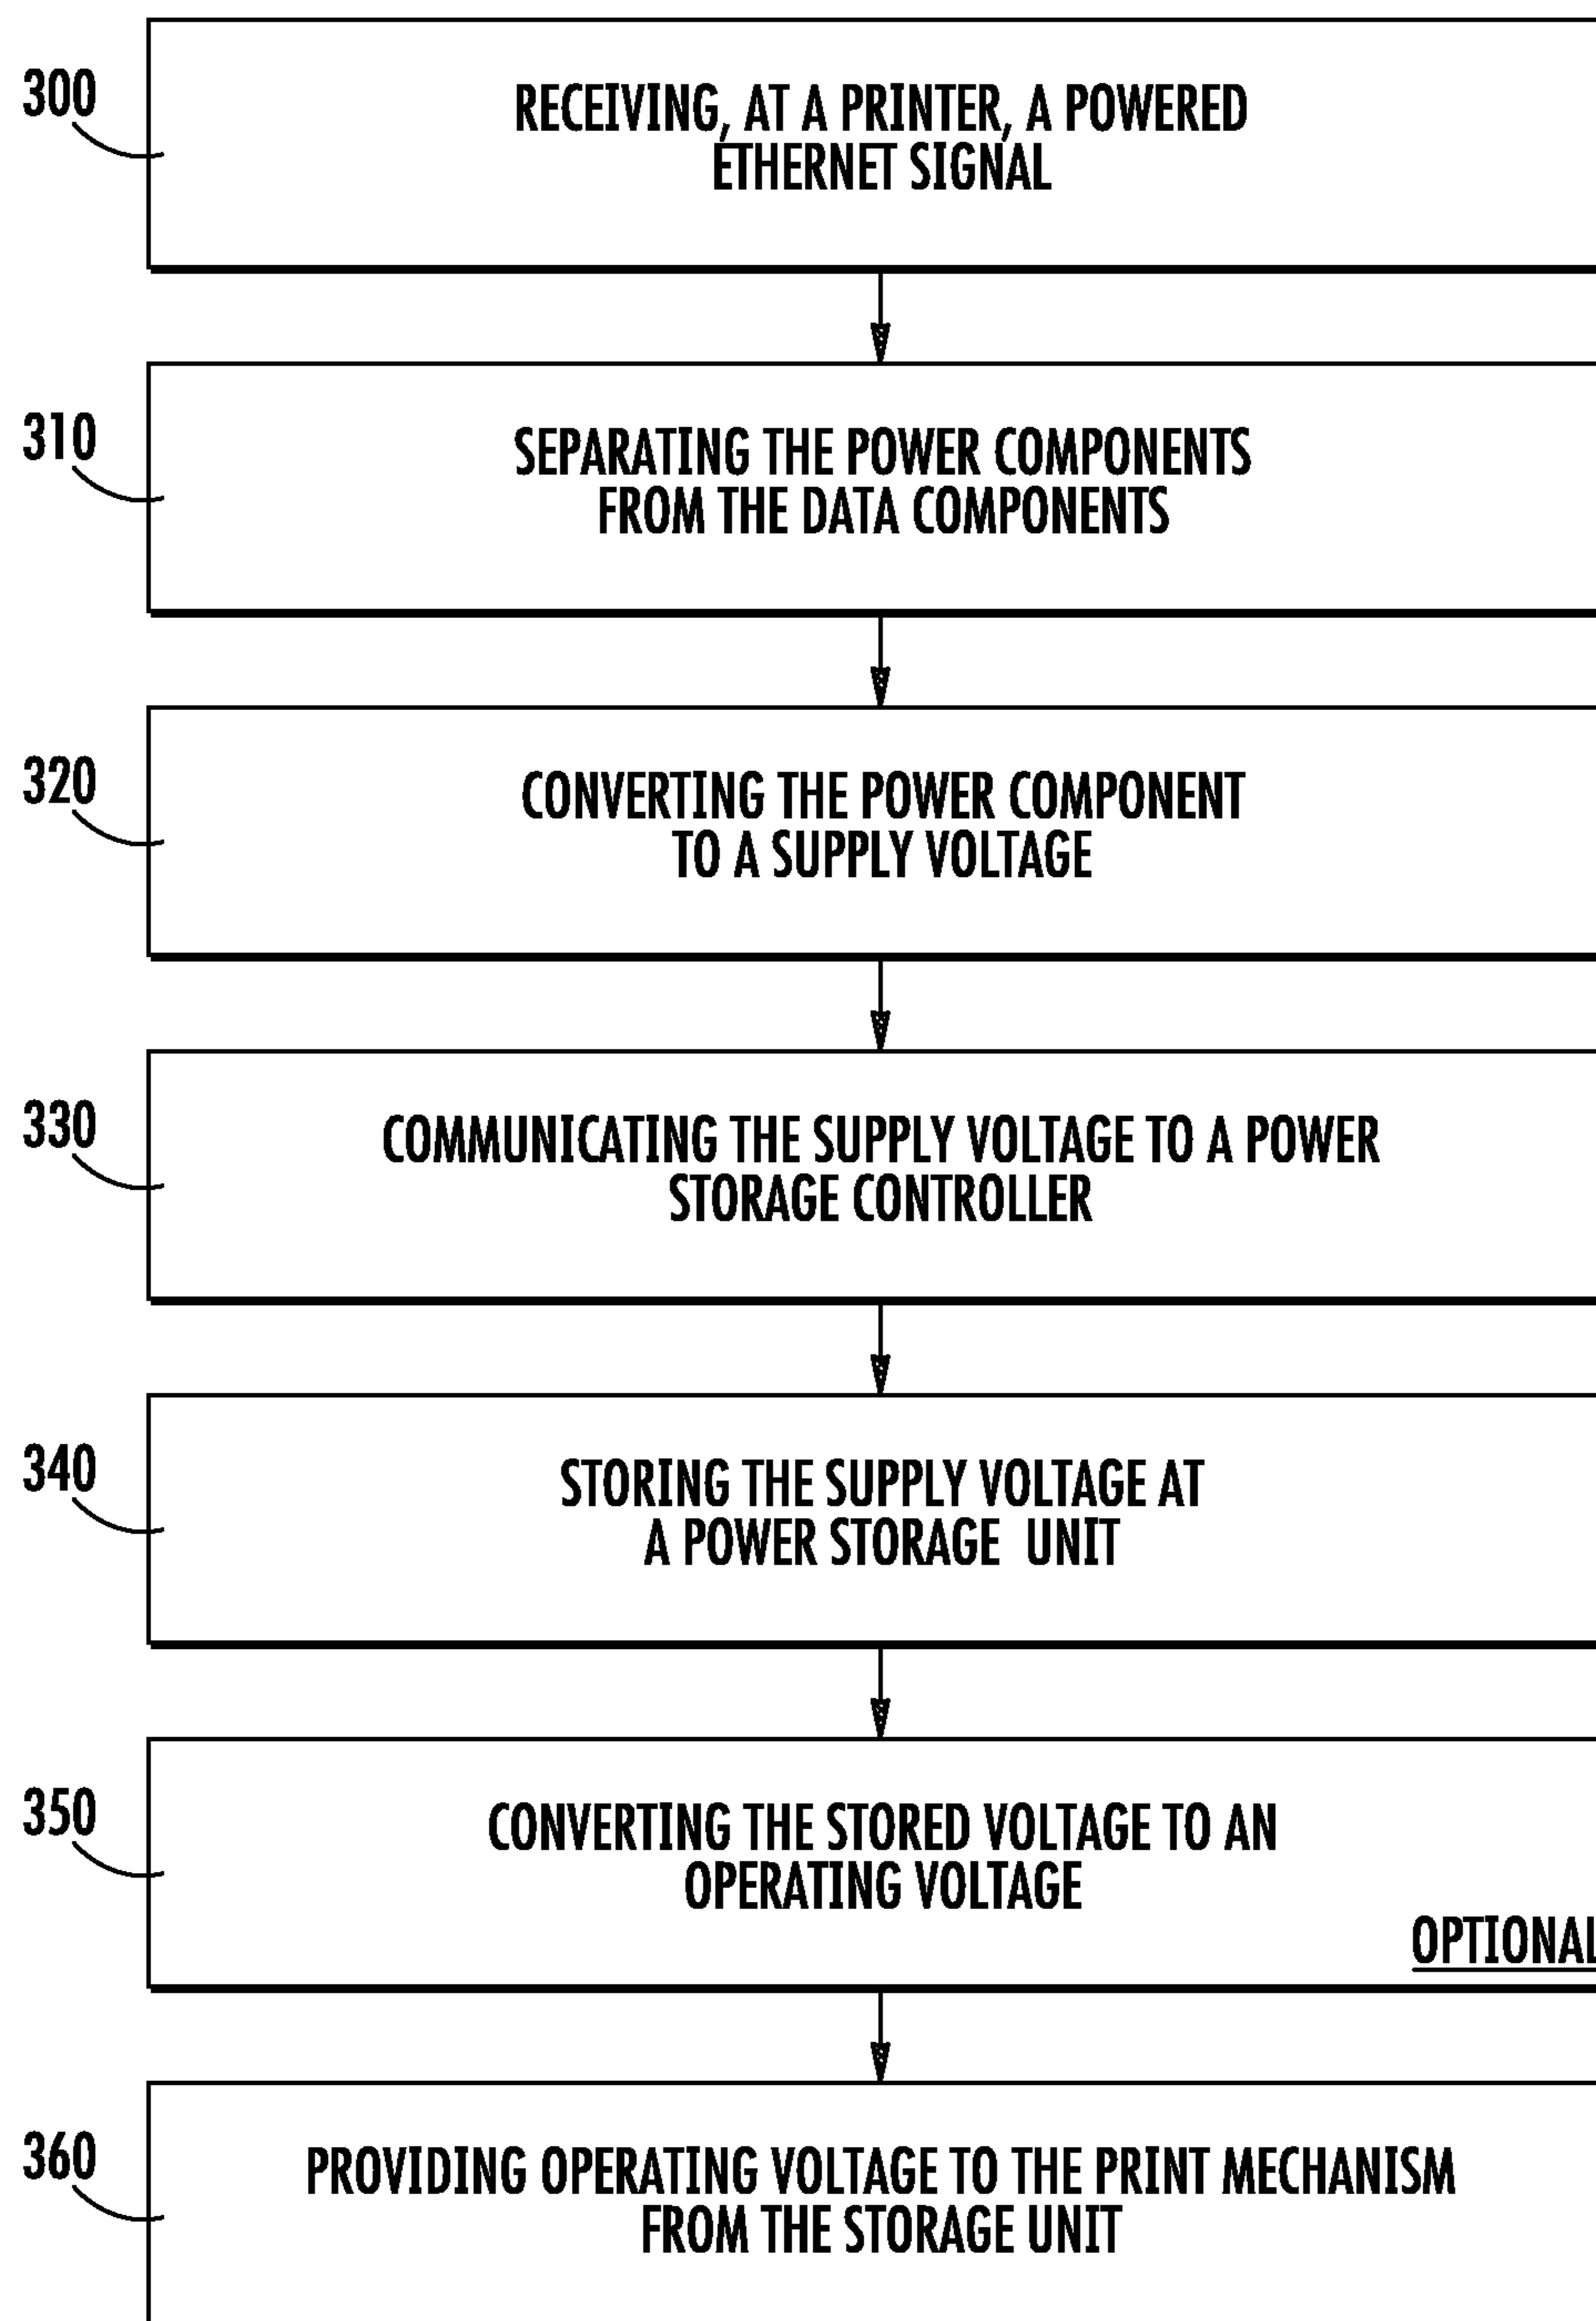 300
RECEIVING, AT A PRINTER, A POWERED
ETHERNET SIGNAL
310
SEPARATING THE POWER COMPONENTS
FROM THE DATA COMPONENTS
320
CONVERTING THE POWER COMPONENT
TO A SUPPLY VOLTAGE
330
COMMUNICATING THE SUPPLY VOLTAGE TO A POWER
STORAGE CONTROLLER
340
STORING THE SUPPLY VOLTAGE AT
A POWER STORAGE UNIT
350
CONVERTING THE STORED VOLTAGE TO AN
OPERATING VOLTAGE
OPTIONAL
360
PROVIDING OPERATING VOLTAGE TO THE PRINT MECHANISM
FROM THE STORAGE UNIT